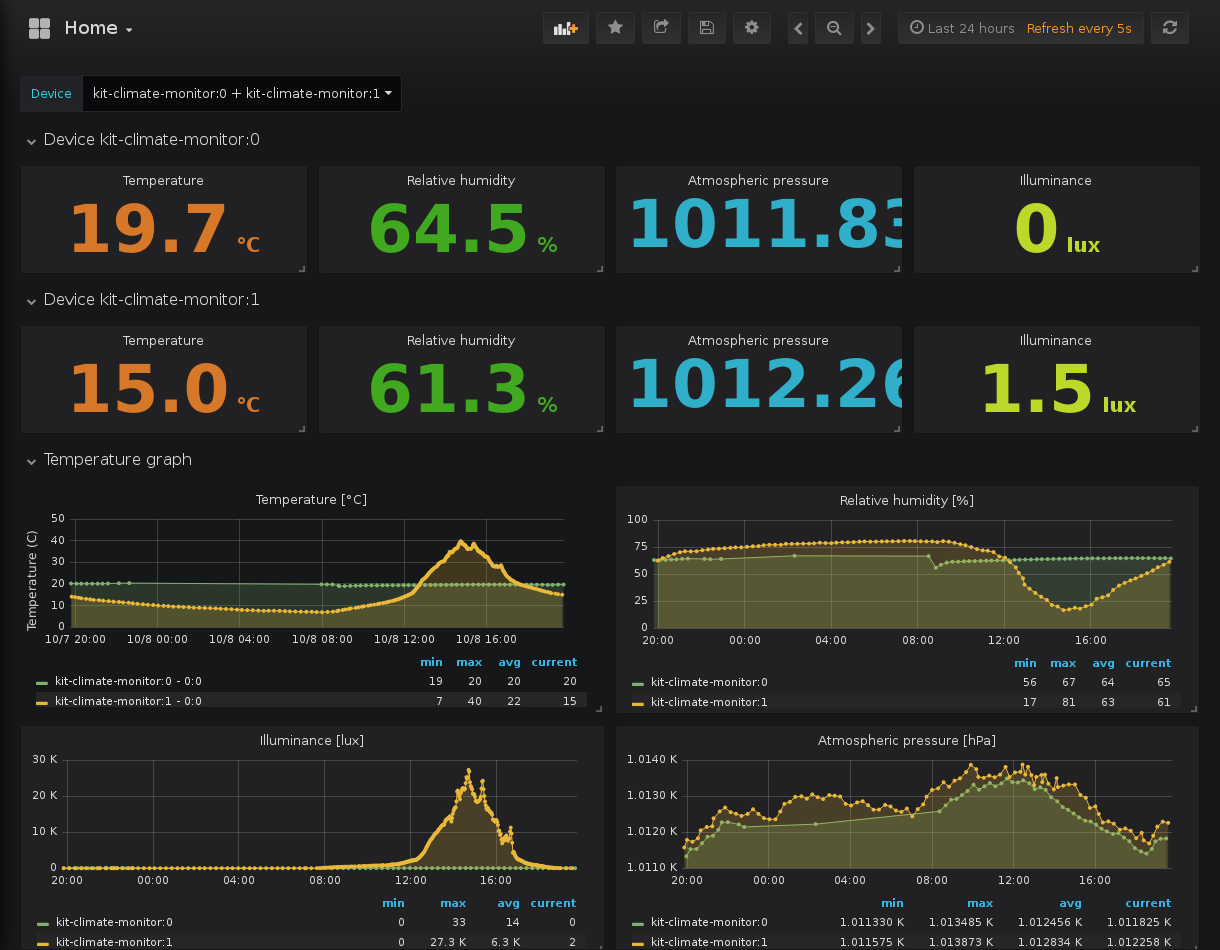 Home
Last 24 hours Refresh every 5s
Device kit-climate-monitor:0 + kit-climate-monitor:1
Device kit-climate-monitor:0
Temperature Relative humidity Atmospheric pressure Illuminance
19.7 °C 64.5 % 1011.83 0 lux
Device kit-climate-monitor:1
Temperature Relative humidity Atmospheric pressure Illuminance
15.0 °C 61.3 % 1012.26 1.5 lux
Temperature graph
Temperature [°C]
Temperature (C)
50
40
30
20
10
0
10/7 20:00 10/8 00:00 10/8 04:00 10/8 08:00 10/8 12:00 10/8 16:00
min max avg current
kit-climate-monitor:0 - 0:0 19 20 20 20
kit-climate-monitor:1 - 0:0 7 40 22 15
Relative humidity [%]
100
75
50
25
0
20:00 00:00 04:00 08:00 12:00 16:00
min max avg current
kit-climate-monitor:0 56 67 64 65
kit-climate-monitor:1 17 81 63 61
Illuminance [lux]
30 K
20 K
10 K
0
20:00 00:00 04:00 08:00 12:00 16:00
min max avg current
kit-climate-monitor:0 0 33 14 0
kit-climate-monitor:1 0 27.3 K 6.3 K 2
Atmospheric pressure [hPa]
1.0140 K
1.0130 K
1.0120 K
1.0110 K
20:00 00:00 04:00 08:00 12:00 16:00
min max avg current
kit-climate-monitor:0 1.011330 K 1.013485 K 1.012456 K 1.011825 K
kit-climate-monitor:1 1.011575 K 1.013873 K 1.012834 K 1.012258 K